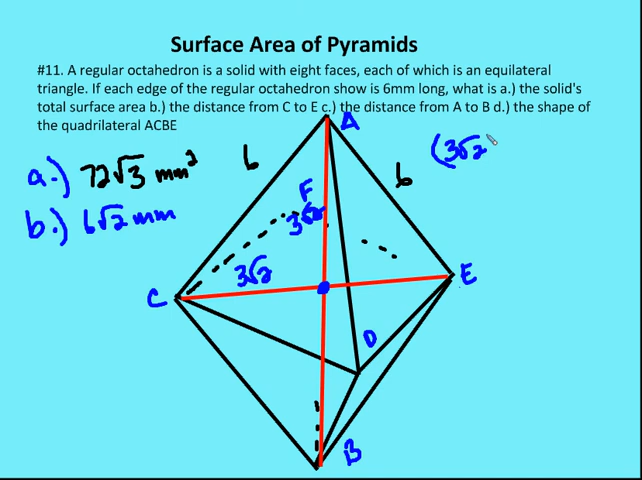 Surface Area of Pyramids
#11. A regular octahedron is a solid with eight faces, each of which is an equilateral
triangle. If each edge of the regular octahedron show is 6mm long, what is a.) the solid's
total surface area b.) the distance from C to E c.) the distance from A to B d.) the shape of
the quadrilateral ACBE
A
(3√2
a.) 72√3 mm²
6
6
b.) 6√2 mm
F
3√2
3√2
C
E
D
B